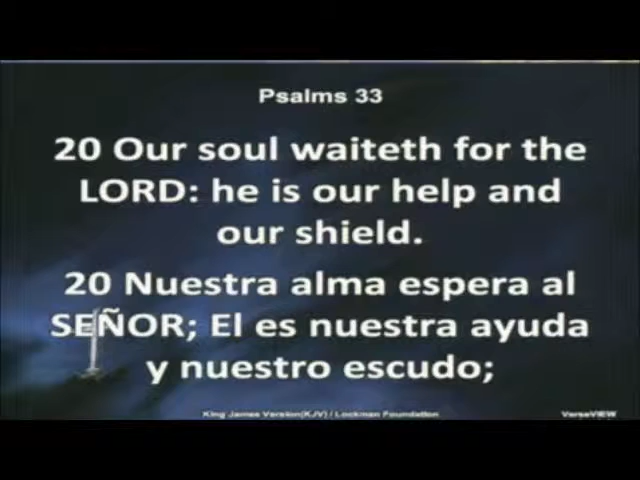 Psalms 33
20 Our soul waiteth for the
LORD: he is our help and
our shield.
20 Nuestra alma espera al
SEÑOR; El es nuestra ayuda
y nuestro escudo;
King James Version(KJV) / Lockman Foundation
VerseVIEW